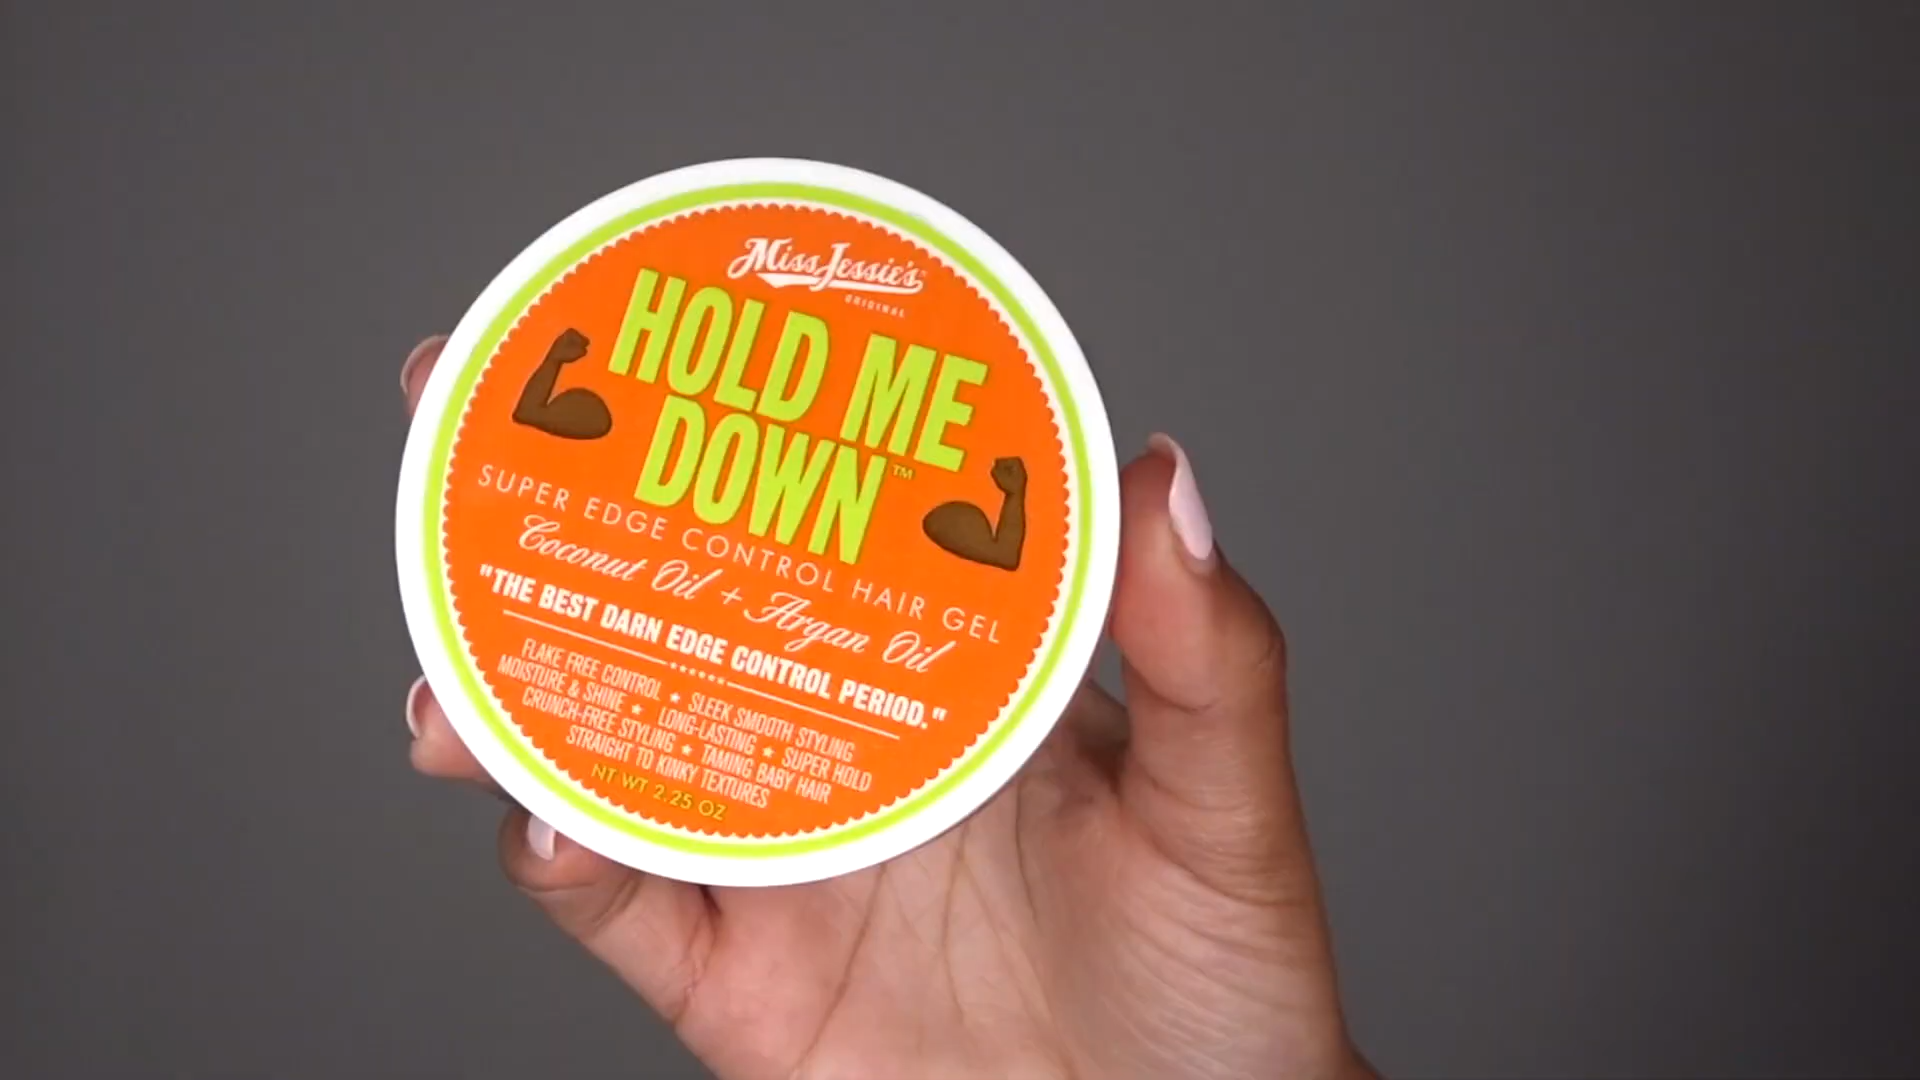 Miss Jessie's
ORIGINAL
HOLD ME
DOWN™
SUPER EDGE CONTROL HAIR GEL
Coconut Oil + Argan Oil
"THE BEST DARN EDGE CONTROL PERIOD."
FLAKE FREE CONTROL ★ SLEEK SMOOTH STYLING
MOISTURE & SHINE ★ LONG-LASTING ★ SUPER HOLD
CRUNCH-FREE STYLING ★ TAMING BABY HAIR
STRAIGHT TO KINKY TEXTURES
NT WT 2.25 OZ